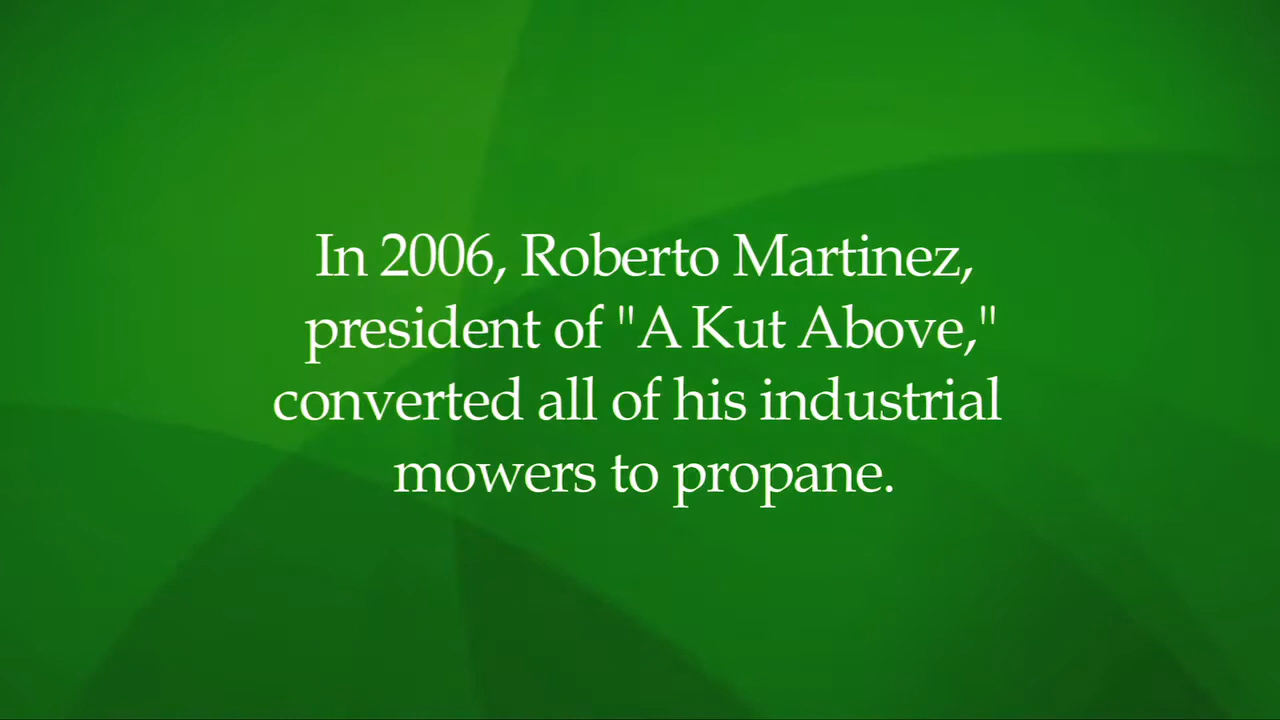 In 2006, Roberto Martinez,
president of "A Kut Above,"
converted all of his industrial
mowers to propane.